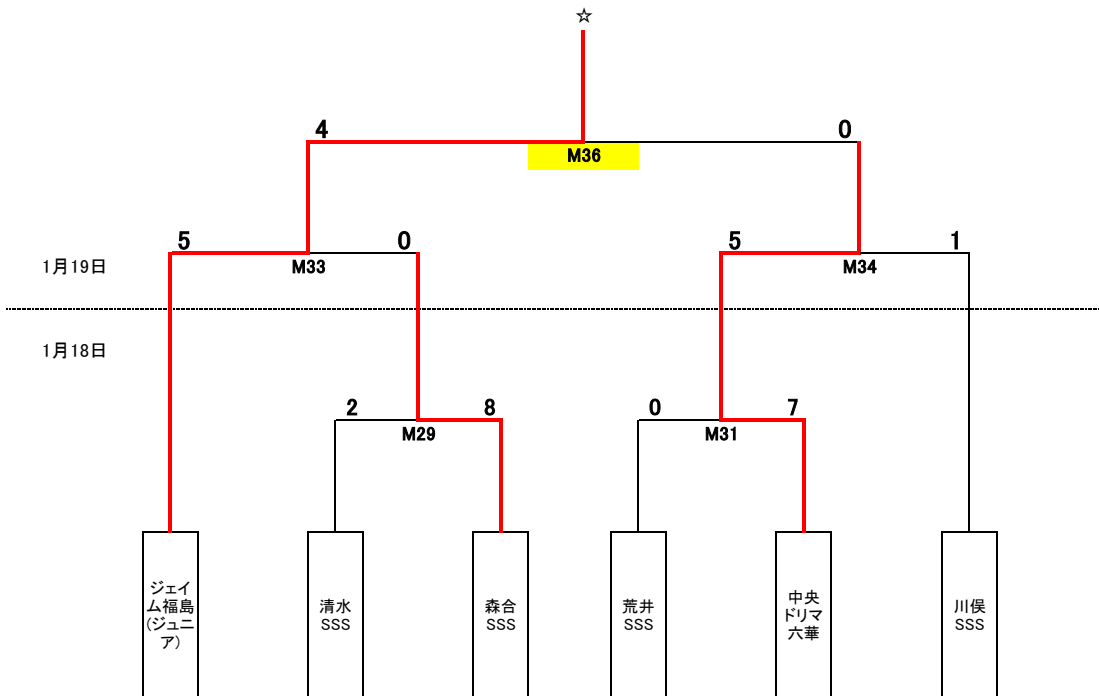 ☆
4
0
M36
5
0
5
1
1月19日
M33
M34
1月18日
2
8
0
7
M29
M31
ジェイ
ム福島
(ジュニ
ア)
清水
SSS
森合
SSS
荒井
SSS
中央
ドリマ
六華
川俣
SSS